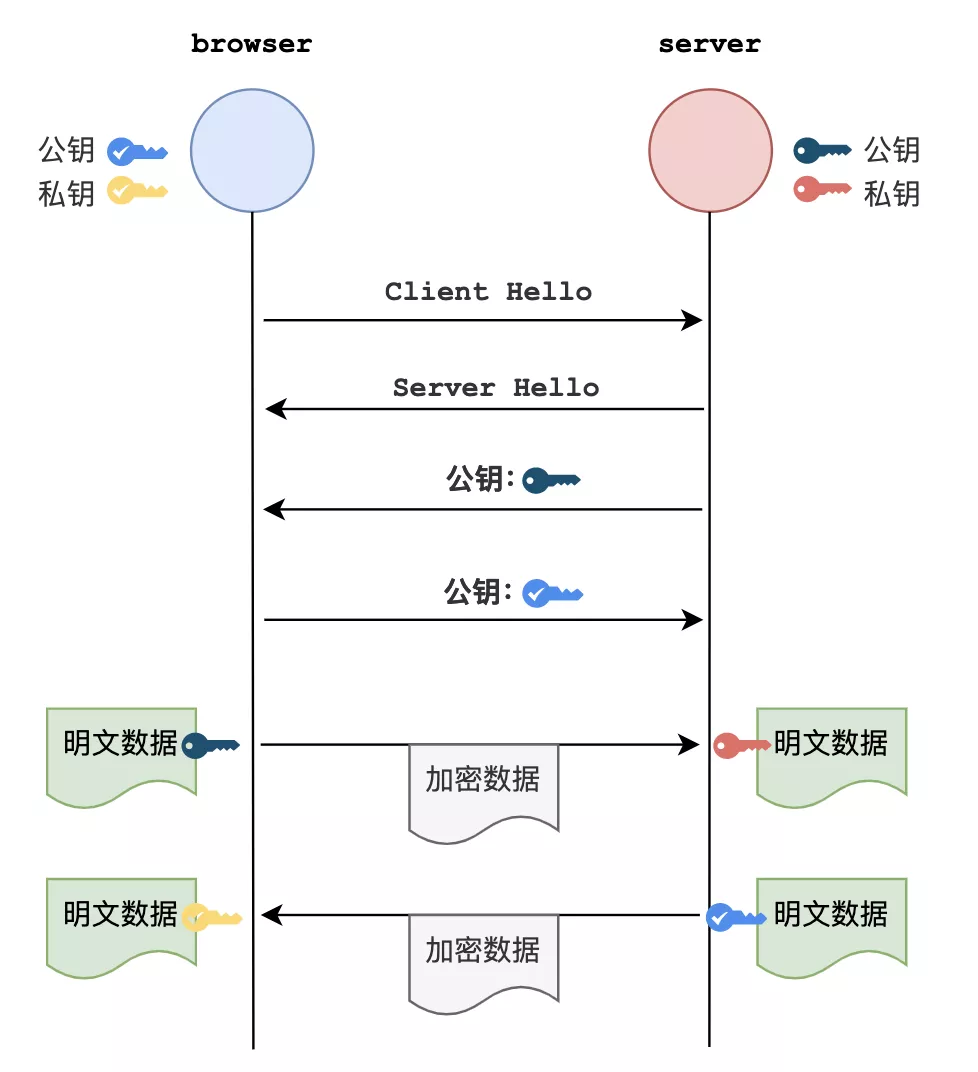 browser
server
公钥
私钥
公钥
私钥
Client Hello
Server Hello
公钥：
公钥：
明文数据
加密数据
明文数据
明文数据
加密数据
明文数据